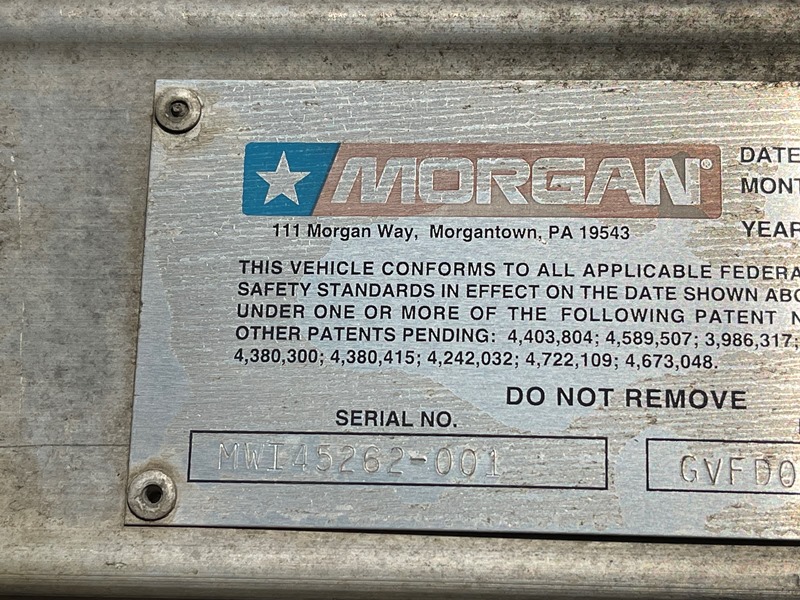 MORGAN®
DATE
MONT
111 Morgan Way, Morgantown, PA 19543
YEAR
THIS VEHICLE CONFORMS TO ALL APPLICABLE FEDERA
SAFETY STANDARDS IN EFFECT ON THE DATE SHOWN ABO
UNDER ONE OR MORE OF THE FOLLOWING PATENT N
OTHER PATENTS PENDING: 4,403,804; 4,589,507; 3,986,317;
4,380,300; 4,380,415; 4,242,032; 4,722,109; 4,673,048.
DO NOT REMOVE
SERIAL NO.
MWI45262-001
GVFD0